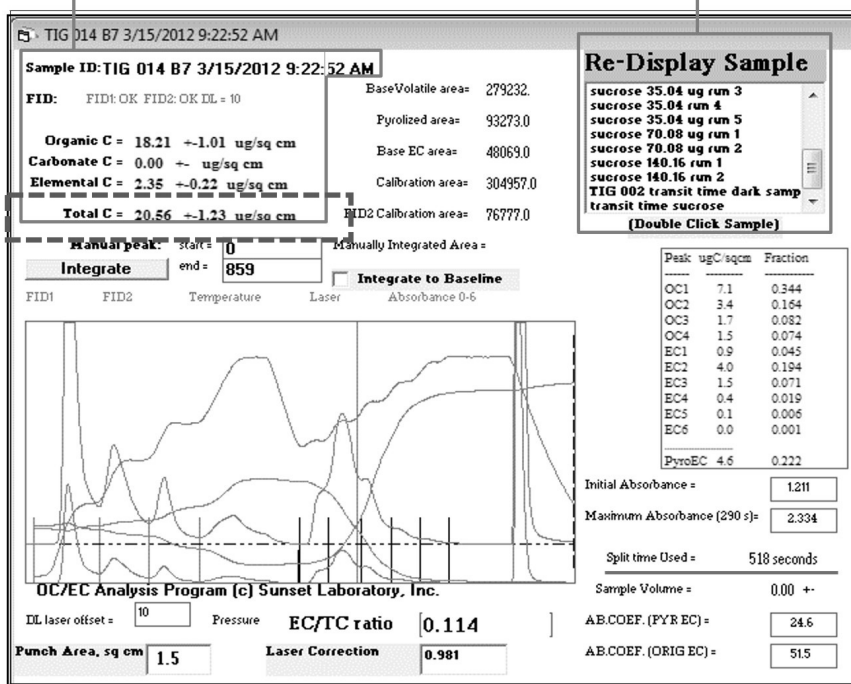 TIG 014 B7 3/15/2012 9:22:52 AM
Sample ID: TIG 014 B7 3/15/2012 9:22:52 AM
FID: FID1: OK FID2: OK DL = 10
Organic C = 18.21 +-1.01 ug/sq cm
Carbonate C = 0.00 +- ug/sq cm
Elemental C = 2.35 +-0.22 ug/sq cm
Total C = 20.56 +-1.23 ug/sq cm
BaseVolatile area= 279232.
Pyrolized area= 93273.0
Base EC area= 48069.0
Calibration area= 304957.0
FID2 Calibration area= 76777.0
Re-Display Sample
sucrose 35.04 ug run 3
sucrose 35.04 run 4
sucrose 35.04 ug run 5
sucrose 70.08 ug run 1
sucrose 70.08 ug run 2
sucrose 140.16 run 1
sucrose 140.16 run 2
TIG 002 transit time dark samp
transit time sucrose
(Double Click Sample)
Manual peak: start = 0
Manually Integrated Area =
Integrate end = 859
Integrate to Baseline
FID1 FID2 Temperature Laser Absorbance 0-6
Peak ugC/sqcm Fraction
OC1 7.1 0.344
OC2 3.4 0.164
OC3 1.7 0.082
OC4 1.5 0.074
EC1 0.9 0.045
EC2 4.0 0.194
EC3 1.5 0.071
EC4 0.4 0.019
EC5 0.1 0.006
EC6 0.0 0.001
PyroEC 4.6 0.222
Initial Absorbance = 1.211
Maximum Absorbance (290 s)= 2.334
Split time Used = 518 seconds
Sample Volume = 0.00 +-
AB.COEF. (PYR EC) = 24.6
AB.COEF. (ORIG EC) = 51.5
OC/EC Analysis Program (c) Sunset Laboratory, Inc.
DL laser offset = 10 Pressure EC/TC ratio [0.114 ]
Punch Area, sq cm 1.5 Laser Correction 0.981